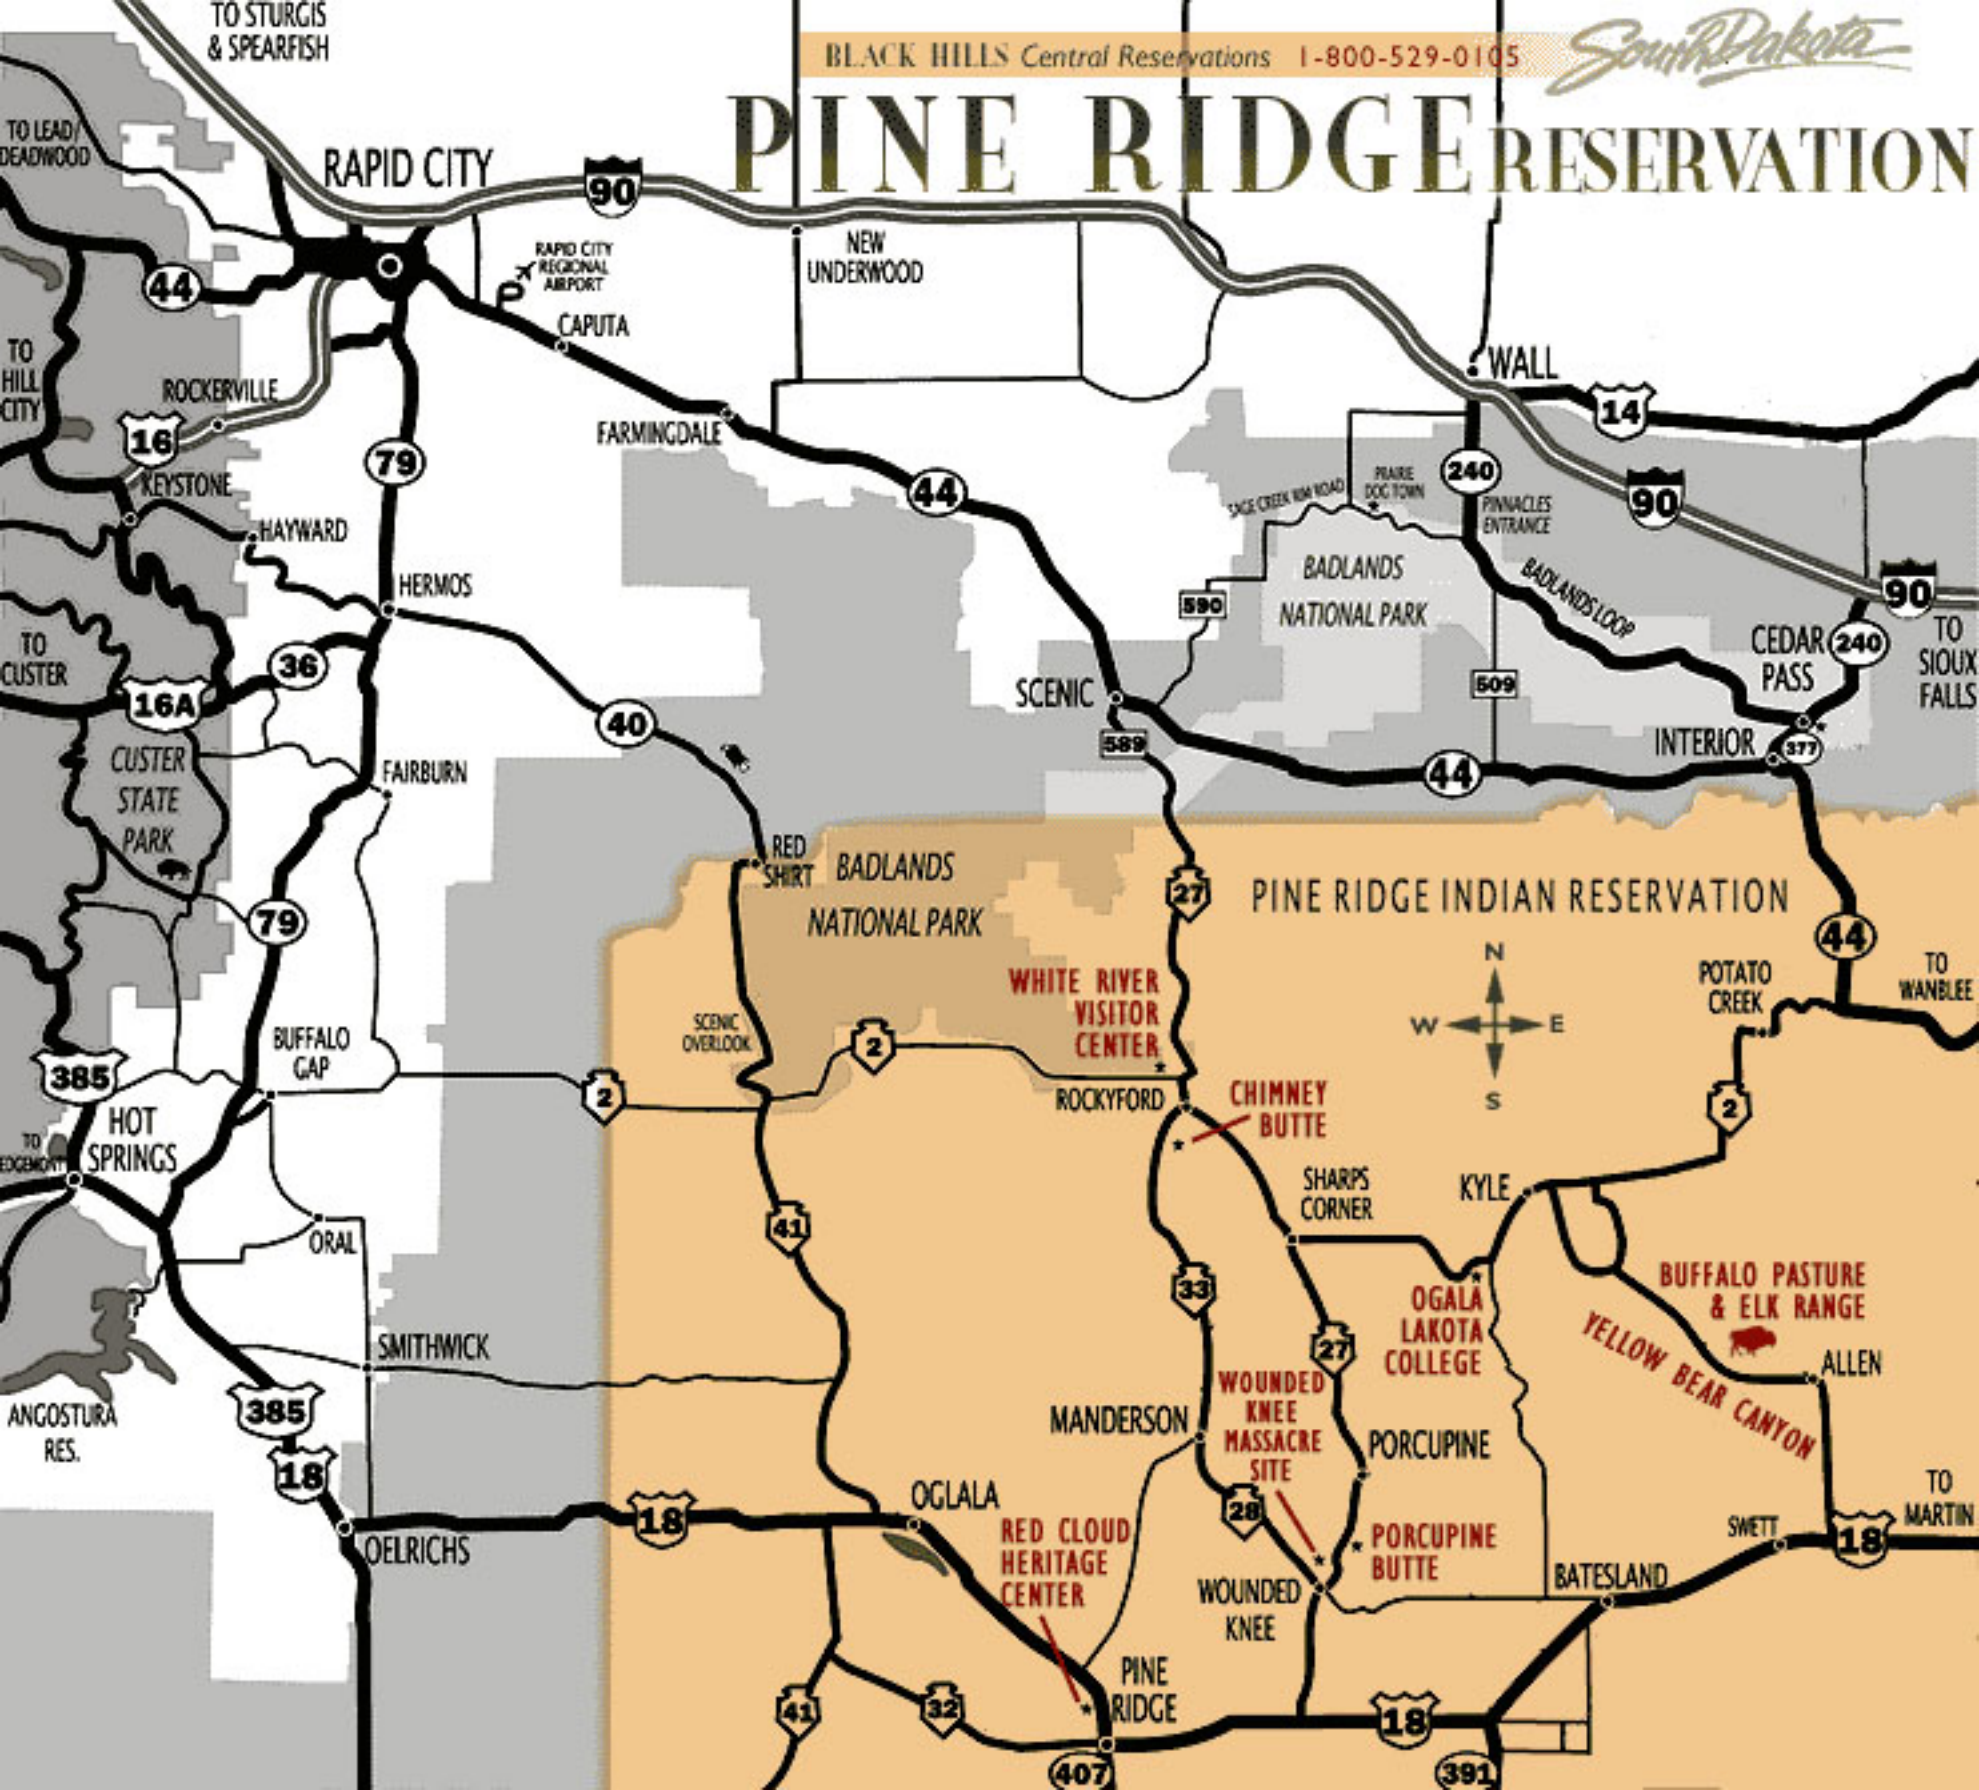 TO STURGIS
& SPEARFISH
BLACK HILLS Central Reservations 1-800-529-0105
South Dakota
PINE RIDGE RESERVATION
TO LEAD/
DEADWOOD
RAPID CITY
90
44
RAPID CITY
REGIONAL
AIRPORT
NEW
UNDERWOOD
CAPUTA
TO
HILL
CITY
ROCKERVILLE
16
FARMINGDALE
WALL
14
79
KEYSTONE
44
240
90
SAGE CREEK RIM ROAD
PRAIRIE
DOG TOWN
PINNACLES
ENTRANCE
HAYWARD
HERMOS
BADLANDS
NATIONAL PARK
BADLANDS LOOP
590
90
TO
SIOUX
FALLS
CEDAR
PASS
240
TO
CUSTER
36
16A
40
SCENIC
509
589
INTERIOR
377
44
CUSTER
STATE
PARK
FAIRBURN
RED
SHIRT
BADLANDS
NATIONAL PARK
27
PINE RIDGE INDIAN RESERVATION
79
44
N
W
E
S
WHITE RIVER
VISITOR
CENTER
POTATO
CREEK
TO
WANBLEE
SCENIC
OVERLOOK
2
BUFFALO
GAP
385
2
ROCKYFORD
CHIMNEY
BUTTE
2
HOT
SPRINGS
TO
EDGEMONT
SHARPS
CORNER
KYLE
41
ORAL
33
OGALA
LAKOTA
COLLEGE
BUFFALO PASTURE
& ELK RANGE
YELLOW BEAR CANYON
27
SMITHWICK
ALLEN
ANGOSTURA
RES.
385
18
WOUNDED
KNEE
MASSACRE
SITE
MANDERSON
PORCUPINE
OGLALA
18
28
TO
MARTIN
SWETT
18
OELRICHS
RED CLOUD
HERITAGE
CENTER
PORCUPINE
BUTTE
WOUNDED
KNEE
BATESLAND
PINE
RIDGE
41
32
18
407
391